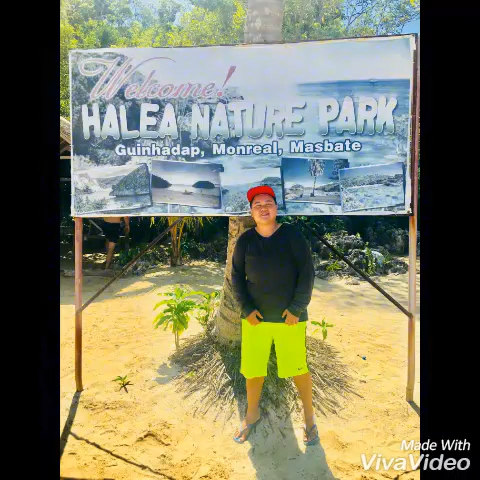 Welcome!
HALEA NATURE PARK
Guinhadap, Monreal, Masbate
Made With
VivaVideo